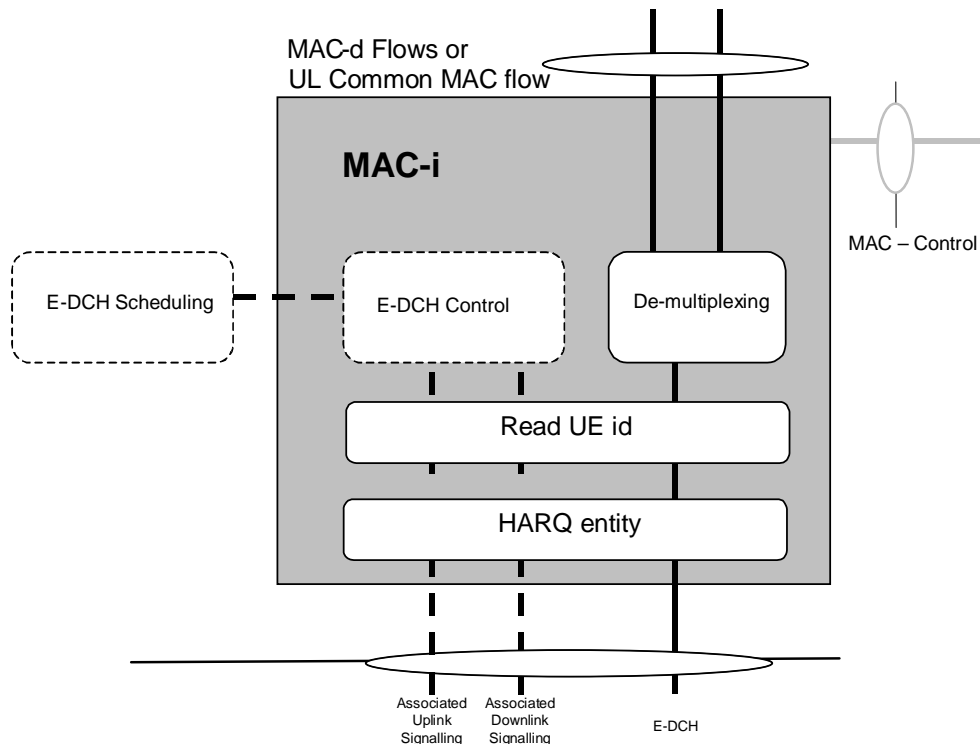 MAC-d Flows or
UL Common MAC flow
MAC-i
MAC – Control
E-DCH Scheduling
E-DCH Control
De-multiplexing
Read UE id
HARQ entity
Associated
Uplink
Signalling
Associated
Downlink
Signalling
E-DCH